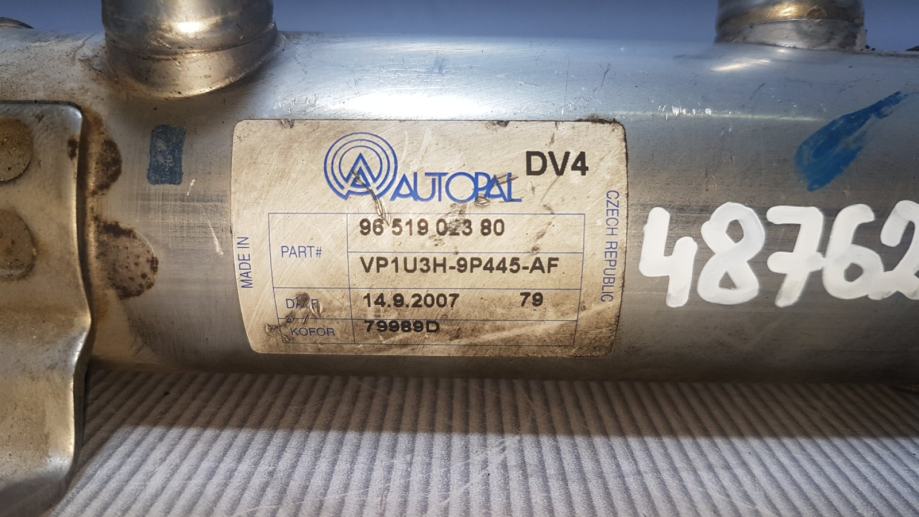 AUTOPAL DV4
MADE IN
PART# 96 519 023 80
VP1U3H-9P445-AF
DATE 14.9.2007 79
KOFOR 79989D
CZECH REPUBLIC
48762